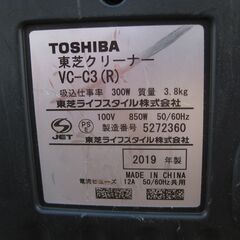 TOSHIBA
東芝クリーナー
VC-C3(R)
吸込仕事率 300W 質量 3.8kg
東芝ライフスタイル株式会社
100V 850W 50/60Hz
製造番号 5272360
JET
PSE
東芝ライフスタイル株式会社
2019 年製
MADE IN CHINA
電流ヒューズ 12A 50/60Hz共用